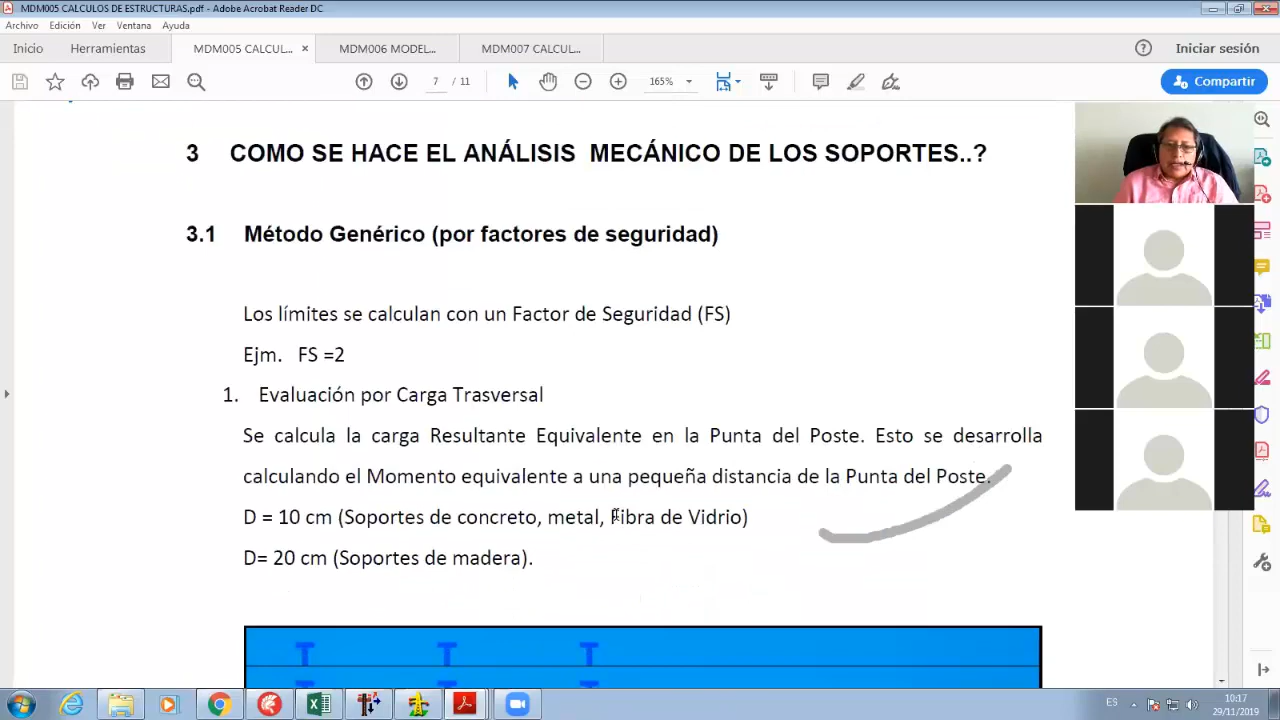 MDM005 CALCULOS DE ESTRUCTURAS.pdf - Adobe Acrobat Reader DC
Archivo Edición Ver Ventana Ayuda
Inicio Herramientas MDM005 CALCU... × MDM006 MODEL... MDM007 CALCUL... Iniciar sesión
7 / 11 165% Compartir
3 COMO SE HACE EL ANÁLISIS MECÁNICO DE LOS SOPORTES..?
3.1 Método Genérico (por factores de seguridad)
Los límites se calculan con un Factor de Seguridad (FS)
Ejm. FS =2
1. Evaluación por Carga Trasversal
Se calcula la carga Resultante Equivalente en la Punta del Poste. Esto se desarrolla
calculando el Momento equivalente a una pequeña distancia de la Punta del Poste.
D = 10 cm (Soportes de concreto, metal, Fibra de Vidrio)
D= 20 cm (Soportes de madera).
T T T
ES 10:17
29/11/2019